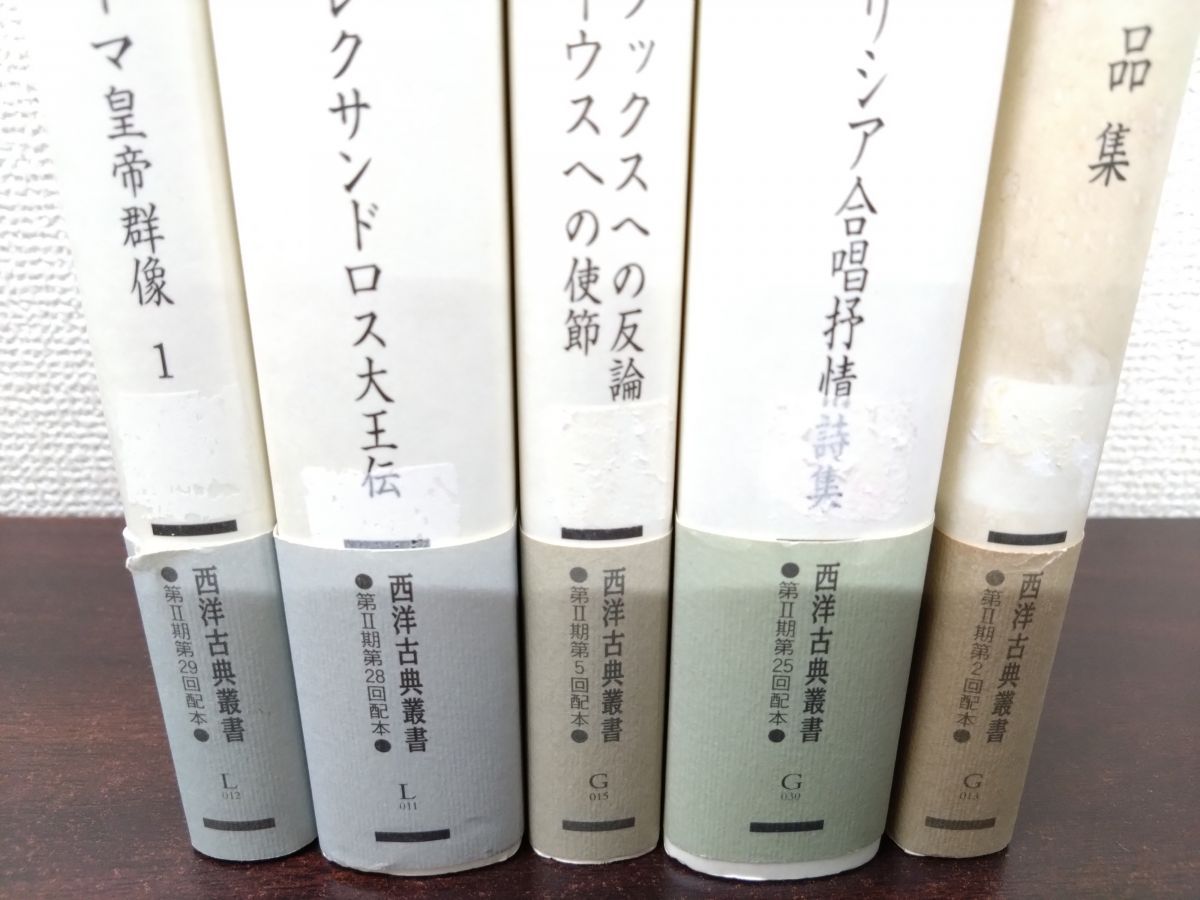 マ皇帝群像 1
西洋古典叢書
●第Ⅱ期第29回配本●
L
012
レクサンドロス大王伝
西洋古典叢書
●第Ⅱ期第28回配本●
L
011
ックスへの反論
ーウスへの使節
西洋古典叢書
●第Ⅱ期第5回配本●
G
015
リシア合唱抒情詩集
西洋古典叢書
●第Ⅱ期第25回配本●
G
030
品集
西洋古典叢書
●第Ⅱ期第2回配本●
G
013